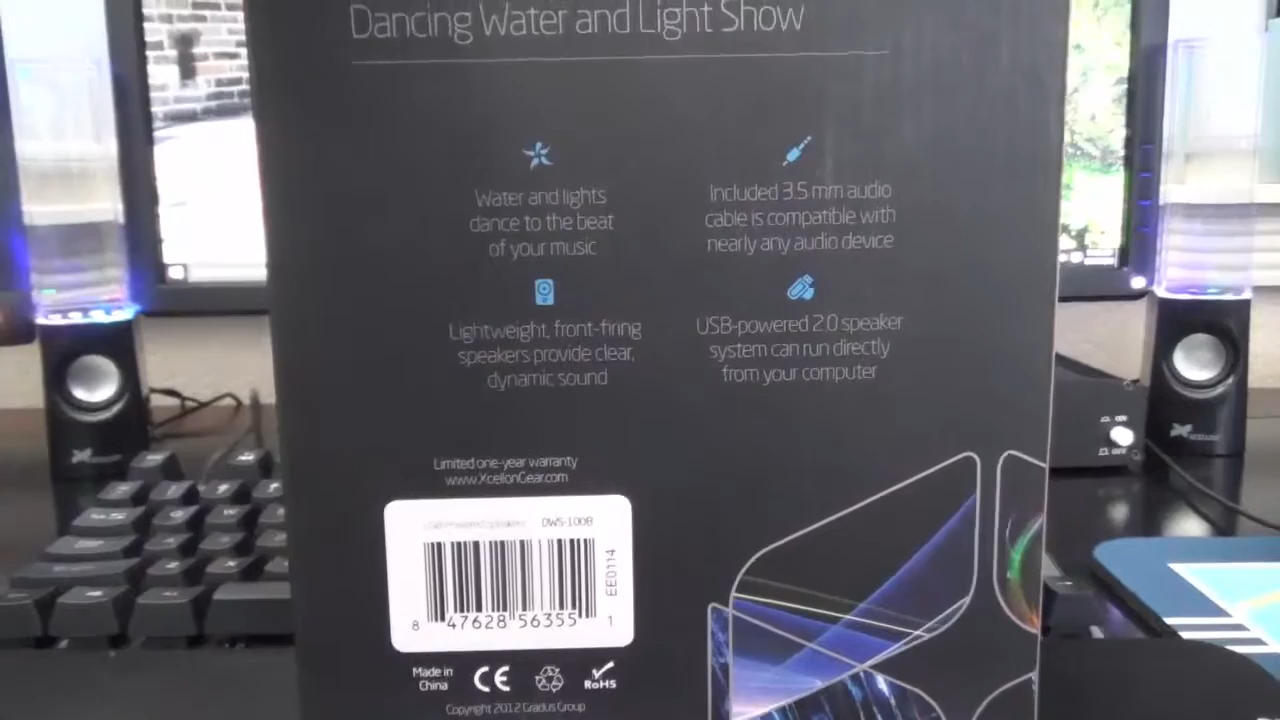 Dancing Water and Light Show
Water and lights
dance to the beat
of your music
Included 3.5 mm audio
cable is compatible with
nearly any audio device
Lightweight, front-firing
speakers provide clear,
dynamic sound
USB-powered 2.0 speaker
system can run directly
from your computer
Limited one-year warranty
www.XcellonGear.com
USB-Powered Speakers DWS-100B
EE0114
8 47628 56355 1
Made in
China
CE
RoHS
Copyright 2012 Gradus Group